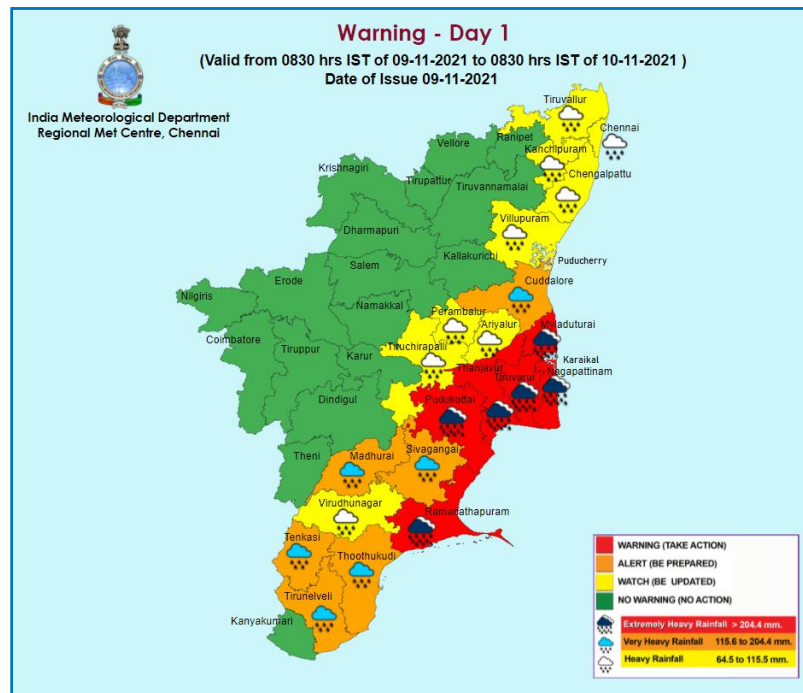 Warning - Day 1
(Valid from 0830 hrs IST of 09-11-2021 to 0830 hrs IST of 10-11-2021 )
Date of Issue 09-11-2021
India Meteorological Department
Regional Met Centre, Chennai
Tiruvallur
Chennai
Ranipet
Vellore
Kanchipuram
Chengalpattu
Krishnagiri
Tirupattur
Tiruvannamalai
Villupuram
Dharmapuri
Kallakurichi
Puducherry
Salem
Cuddalore
Erode
Nilgiris
Namakkal
Perambalur
Ariyalur
Myladuturai
Coimbatore
Tiruchirapalli
Tiruppur
Karur
Karaikal
Thanjavur
Tiruvarur
Nagapattinam
Dindigul
Pudukottai
Theni
Madhurai
Sivagangai
Virudhunagar
Ramanathapuram
Tenkasi
Thoothukudi
Tirunelveli
Kanyakumari
WARNING (TAKE ACTION)
ALERT (BE PREPARED)
WATCH (BE UPDATED)
NO WARNING (NO ACTION)
Extremely Heavy Rainfall > 204.4 mm.
Very Heavy Rainfall 115.6 to 204.4 mm.
Heavy Rainfall 64.5 to 115.5 mm.